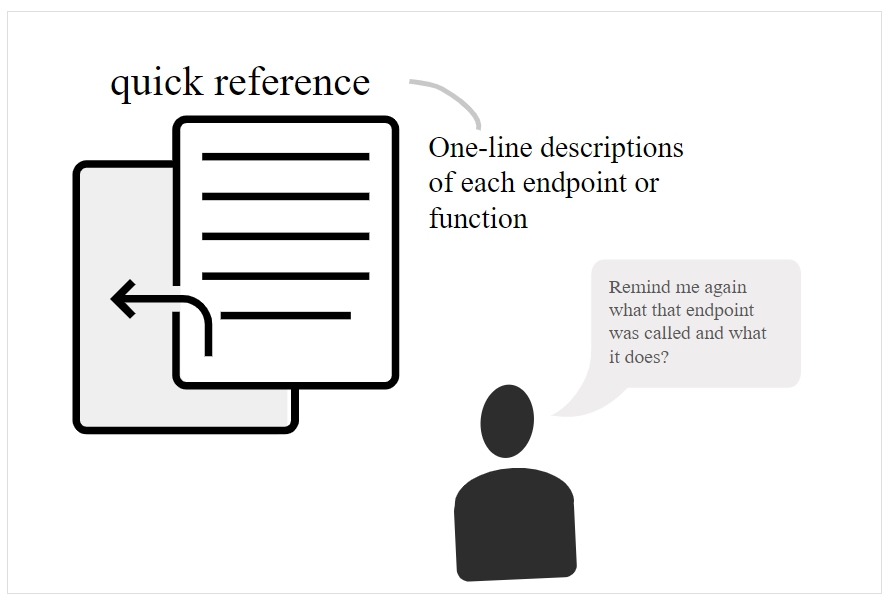 quick reference
One-line descriptions
of each endpoint or
function
Remind me again
what that endpoint
was called and what
it does?